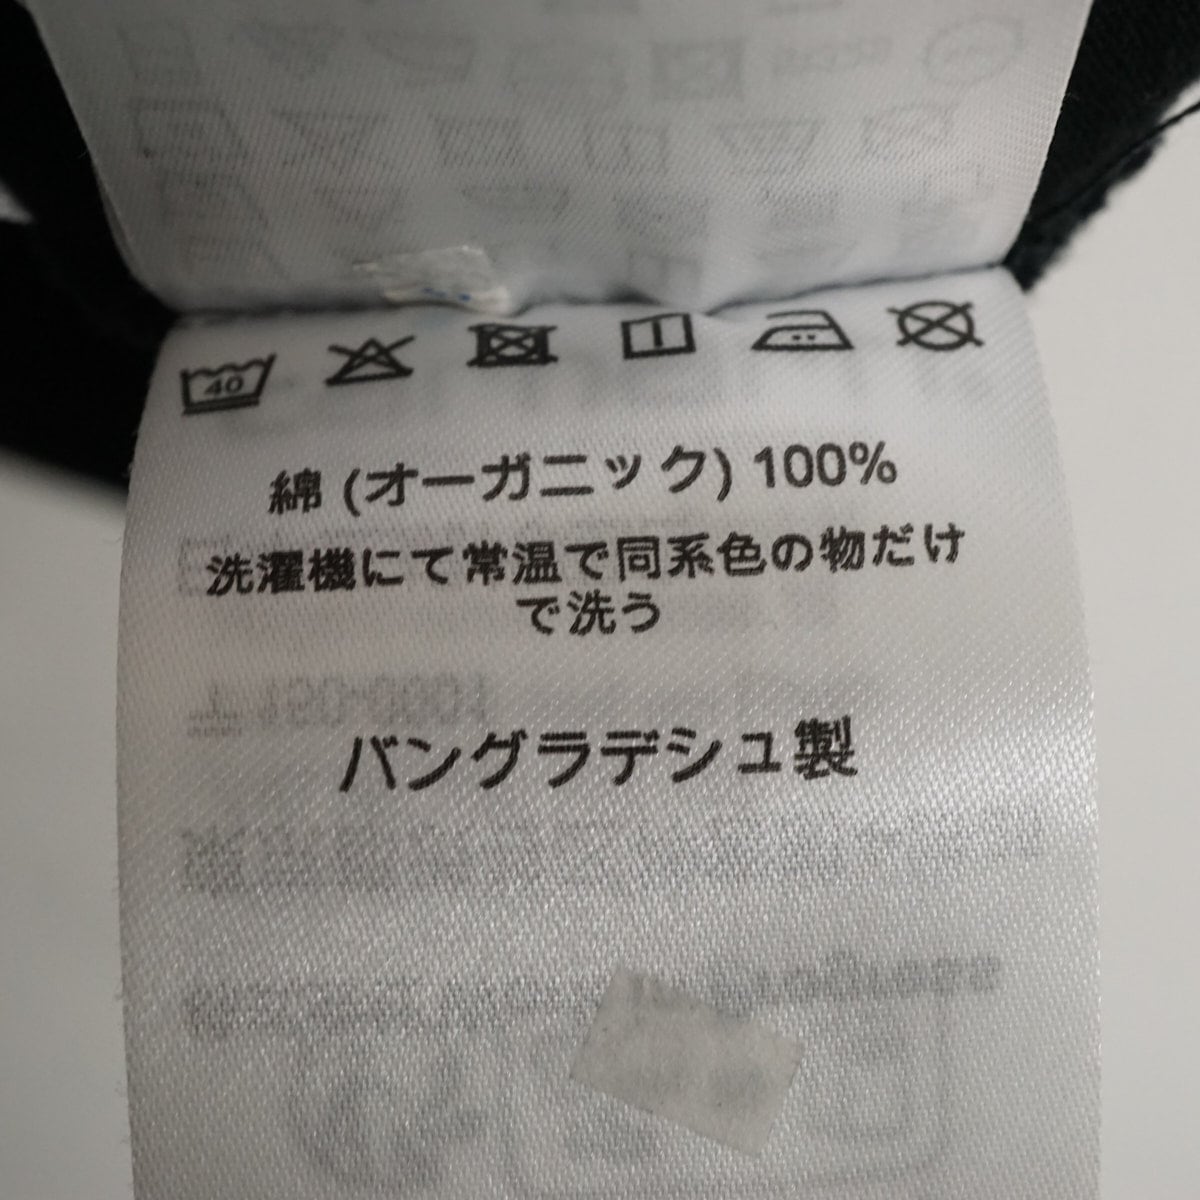 40
綿 (オーガニック) 100%
洗濯機にて常温で同系色の物だけ
で洗う
バングラデシュ製